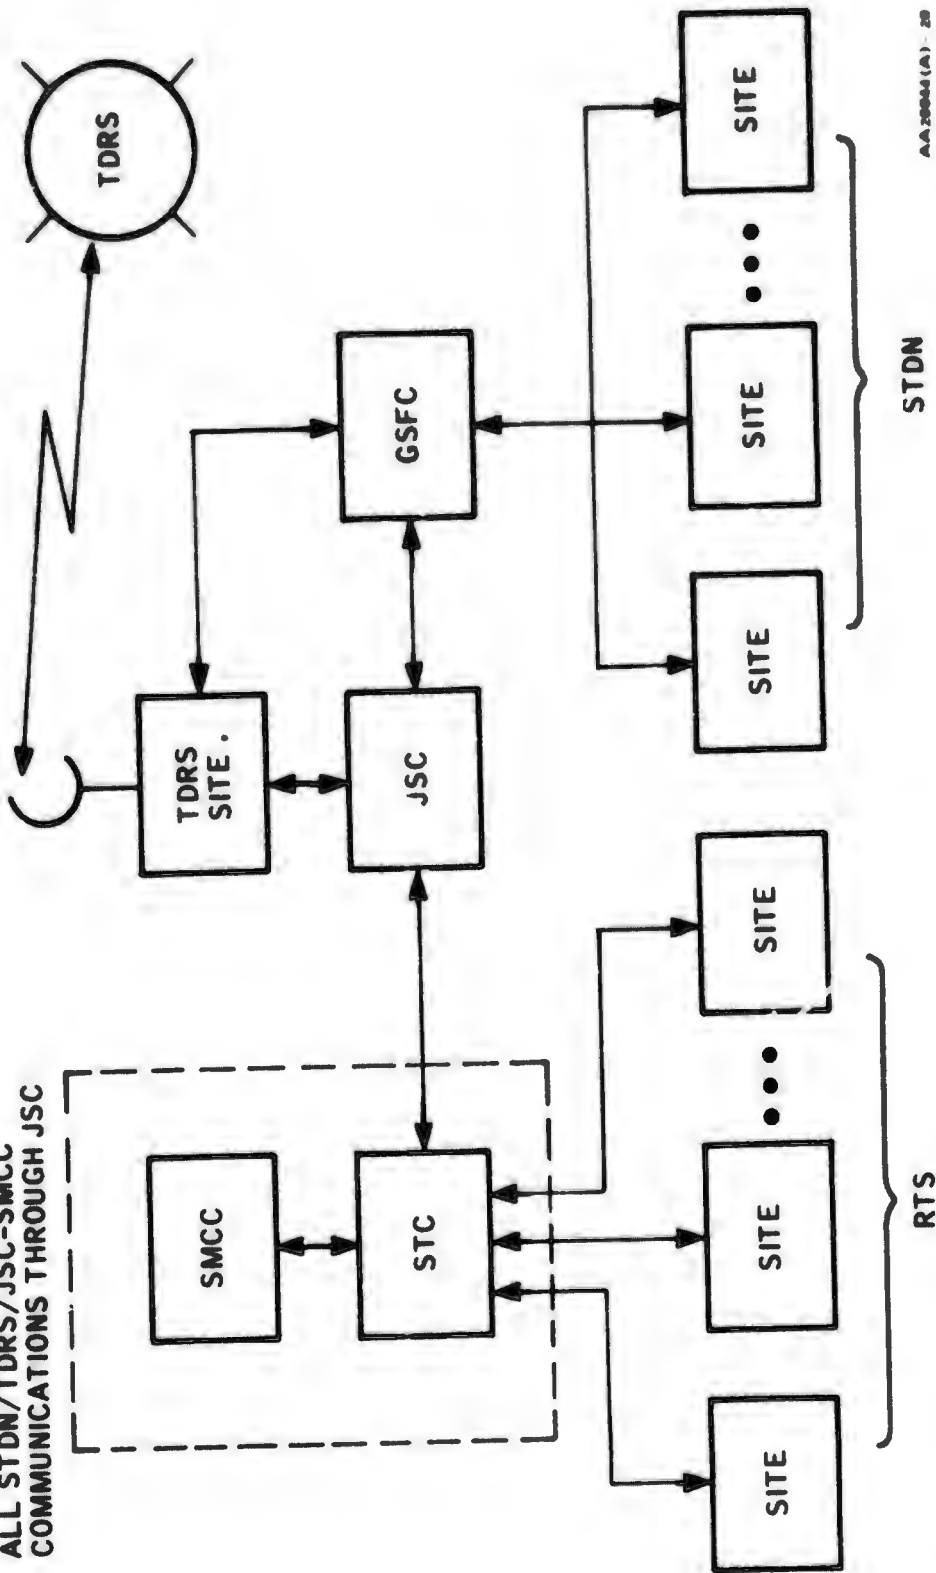 ALL STDN/TDRS/JSC-SMCC
COMMUNICATIONS THROUGH JSC
TDRS
TDRS
SITE.
SMCC
STC
JSC
GSFC
SITE
SITE
SITE
SITE
SITE
SITE
RTS
STDN